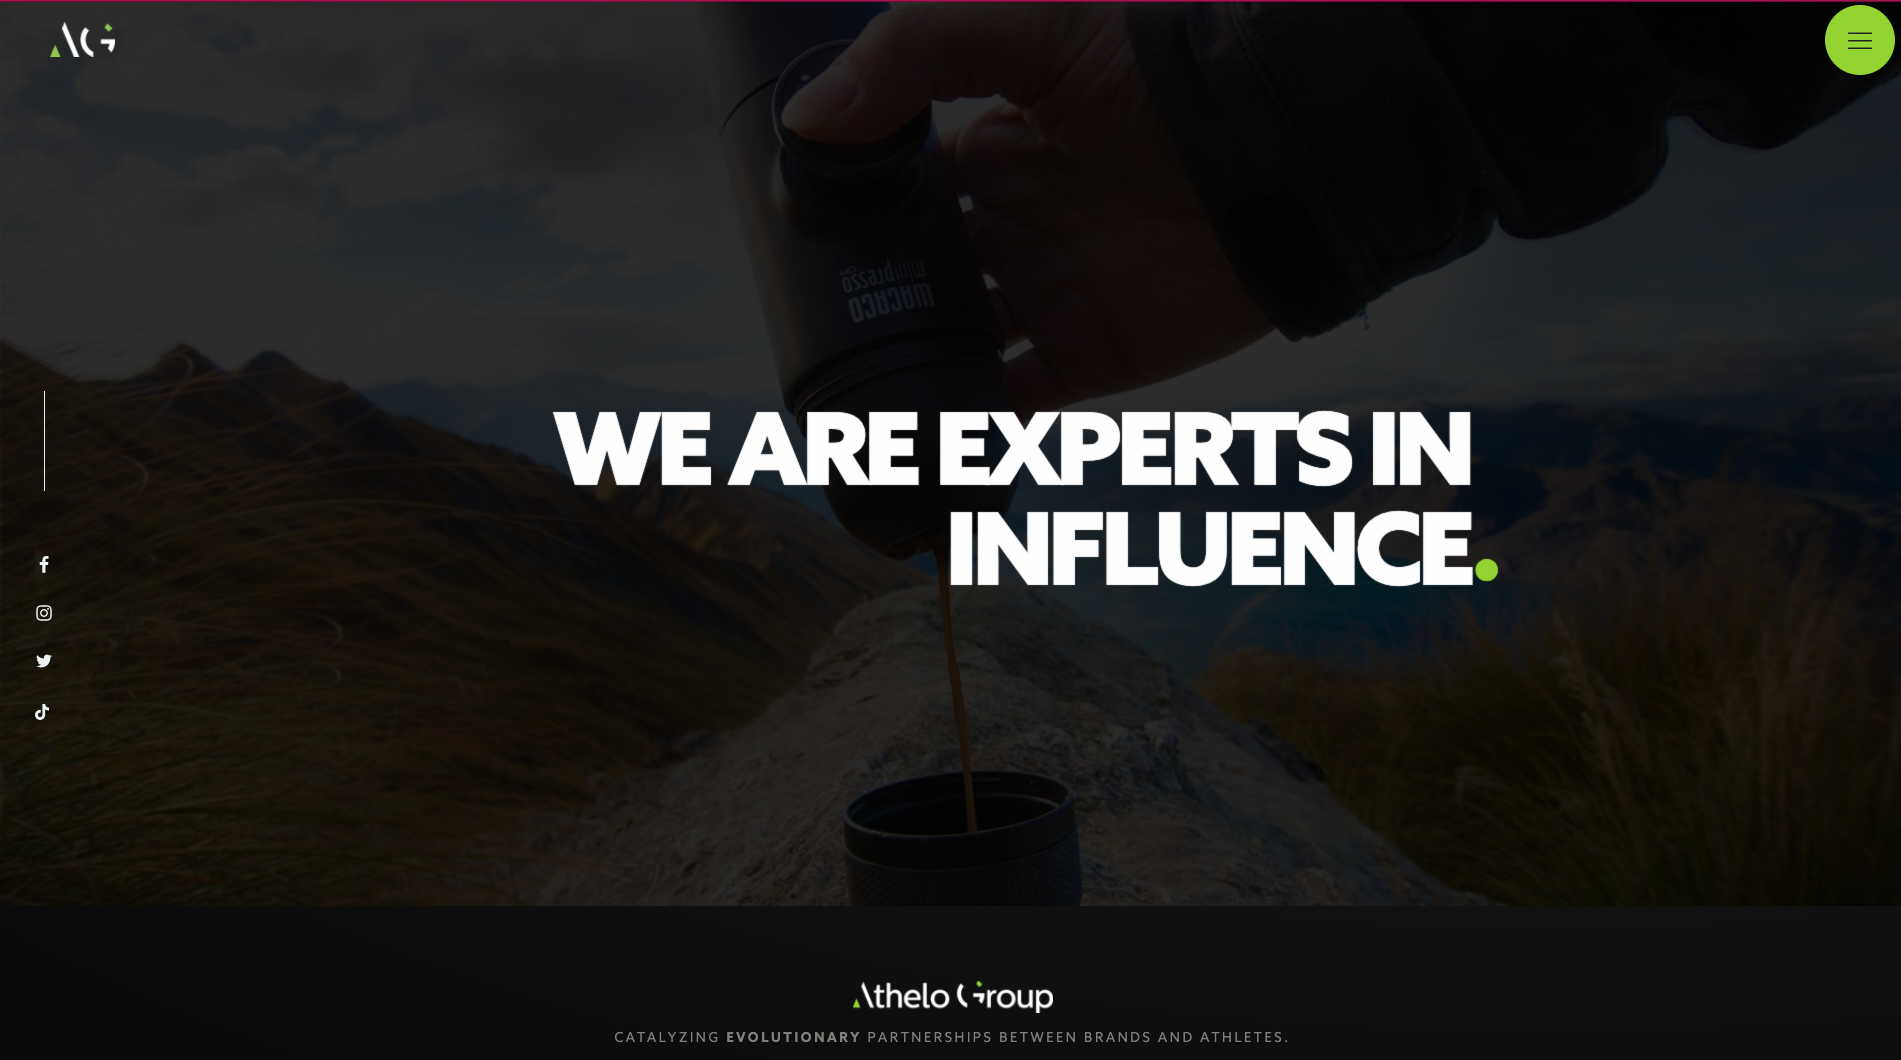 AG
minipresso
WACACO
WE ARE EXPERTS IN
INFLUENCE.
Athelo Group
CATALYZING EVOLUTIONARY PARTNERSHIPS BETWEEN BRANDS AND ATHLETES.